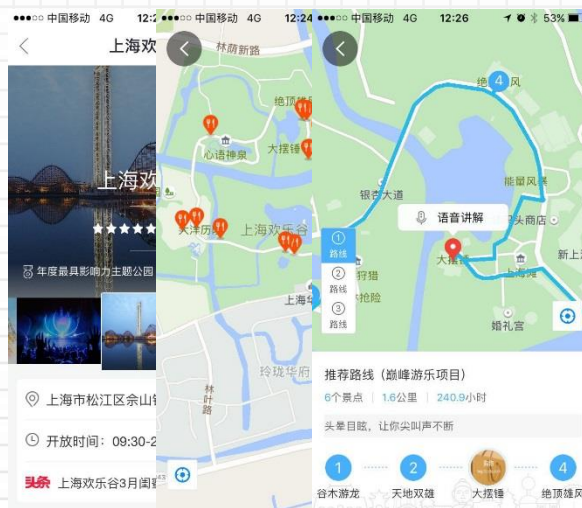 中国移动 4G 12:2
上海欢
上海欢
年度最具影响力主题公园
上海市松江区佘山
开放时间：09:30-2
头条 上海欢乐谷3月闺
中国移动 4G 12:24
林荫新路
绝顶雄
心语神泉
大摆锤
上海欢乐谷
上海华
玲珑华府
林叶路
中国移动 4G 12:26 53%
绝 4 风
能量风暴
银杏大道
语音讲解
头商店
1
路线
2
路线
3
路线
狩猎
抢险
大摆锤
上海滩
新上
婚礼宫
推荐路线（巅峰游乐项目）
6个景点 1.6公里 240.9小时
头晕目眩，让你尖叫声不断
1 2 4
谷木游龙 天地双雄 大摆锤 绝顶雄风